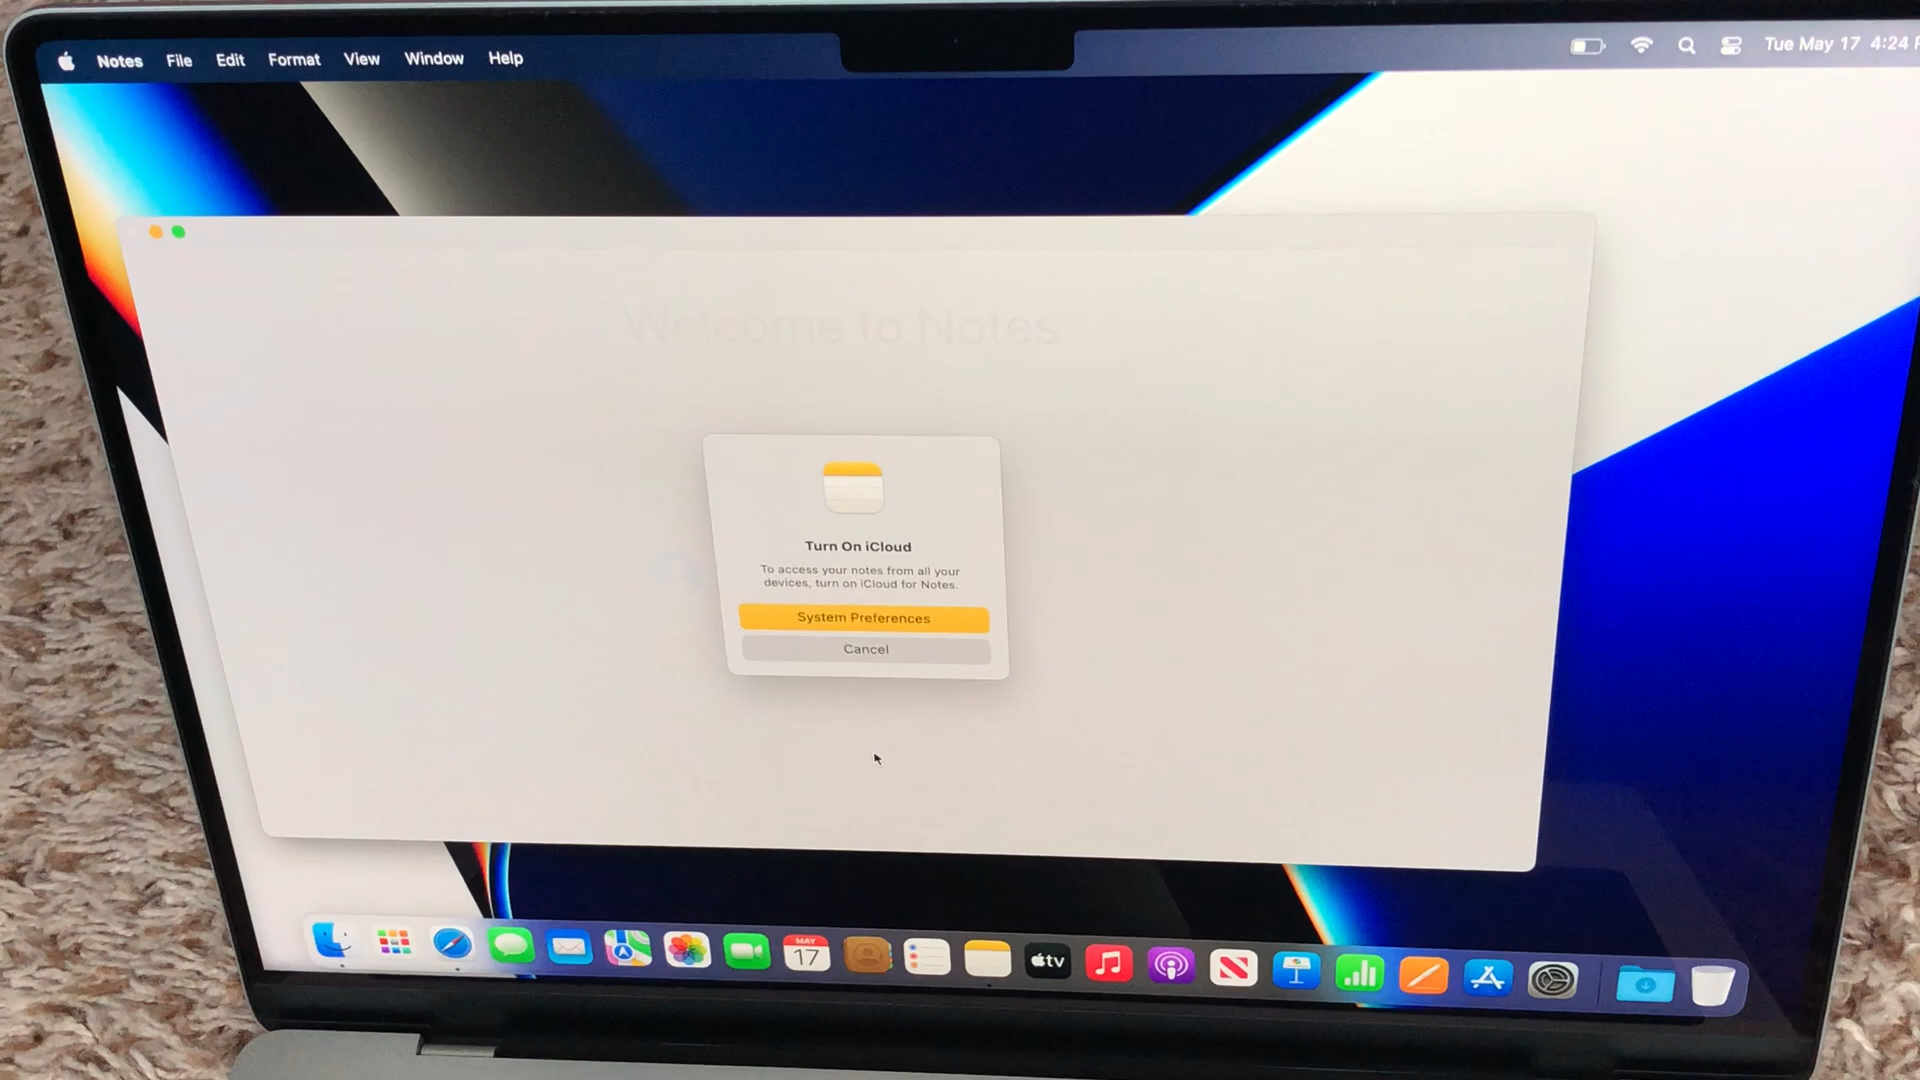 Notes File Edit Format View Window Help
Tue May 17 4:24
Welcome to Notes
Turn On iCloud
To access your notes from all your
devices, turn on iCloud for Notes.
System Preferences
Cancel
MAY
17
tv